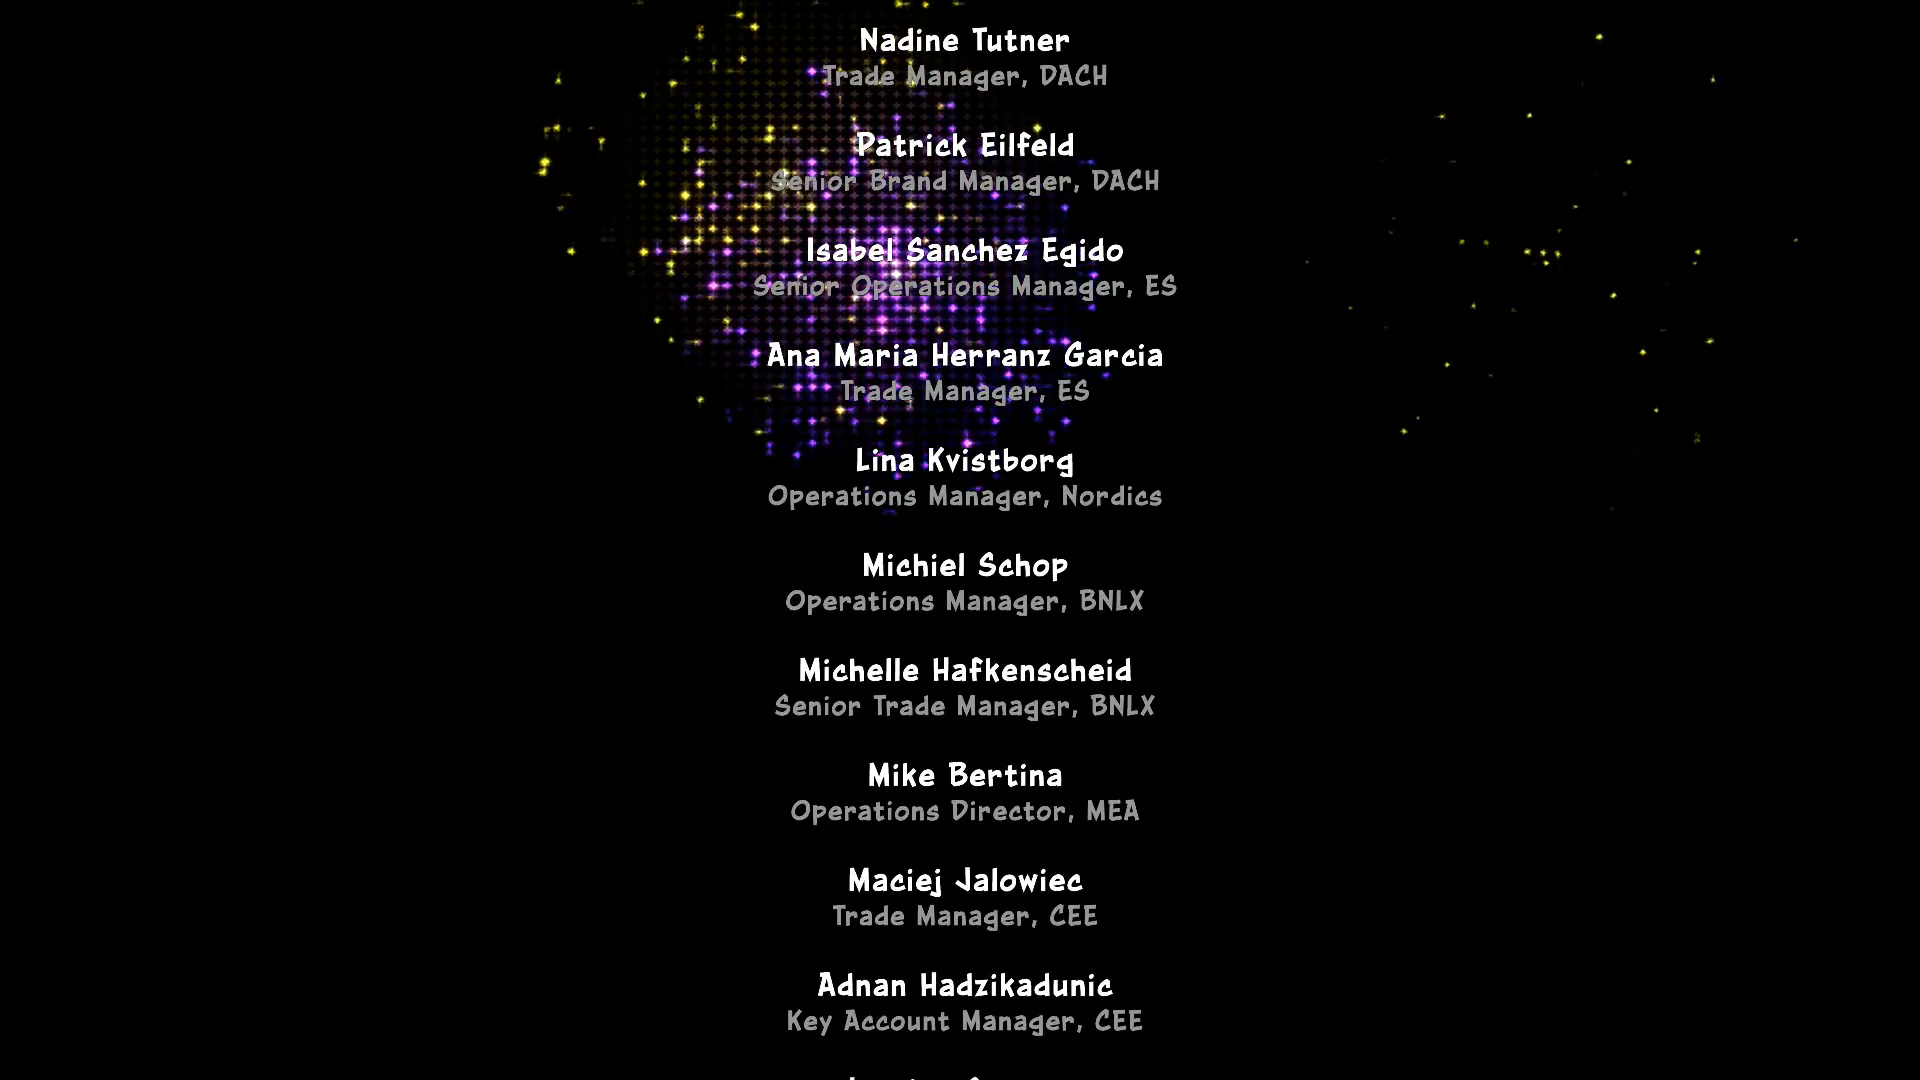 Nadine Tutner
Trade Manager, DACH
Patrick Eilfeld
Senior Brand Manager, DACH
Isabel Sanchez Egido
Senior Operations Manager, ES
Ana Maria Herranz Garcia
Trade Manager, ES
Lina Kvistborg
Operations Manager, Nordics
Michiel Schop
Operations Manager, BNLX
Michelle Hafkenscheid
Senior Trade Manager, BNLX
Mike Bertina
Operations Director, MEA
Maciej Jalowiec
Trade Manager, CEE
Adnan Hadzikadunic
Key Account Manager, CEE